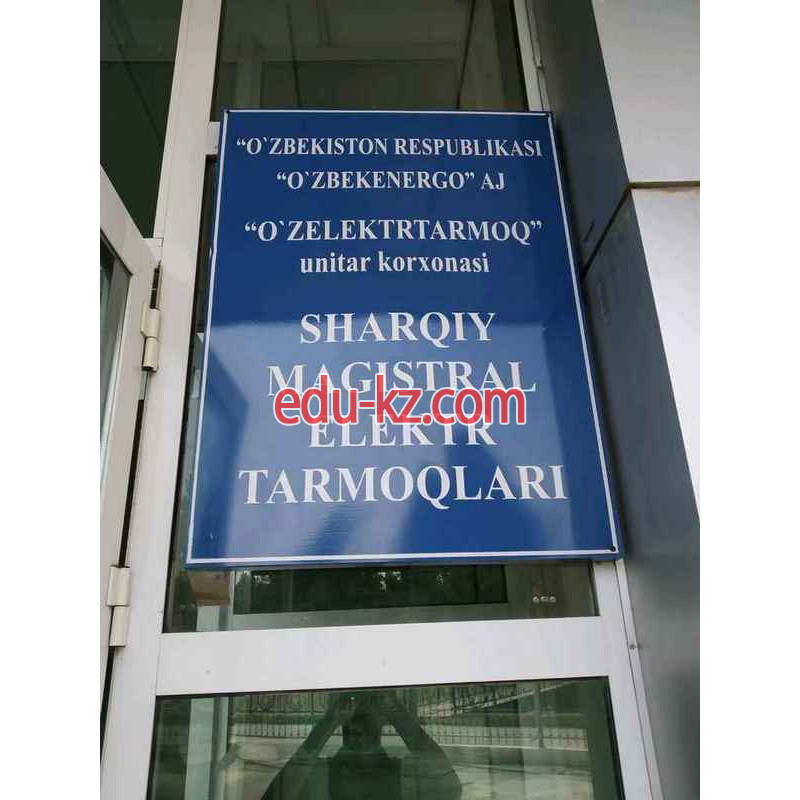 “O`ZBEKISTON RESPUBLIKASI
“O`ZBEKENERGO” AJ
“O`ZELEKTRTARMOQ”
unitar korxonasi
SHARQIY
MAGISTRAL
edu-kz.com
ELEKTR
TARMOQLARI